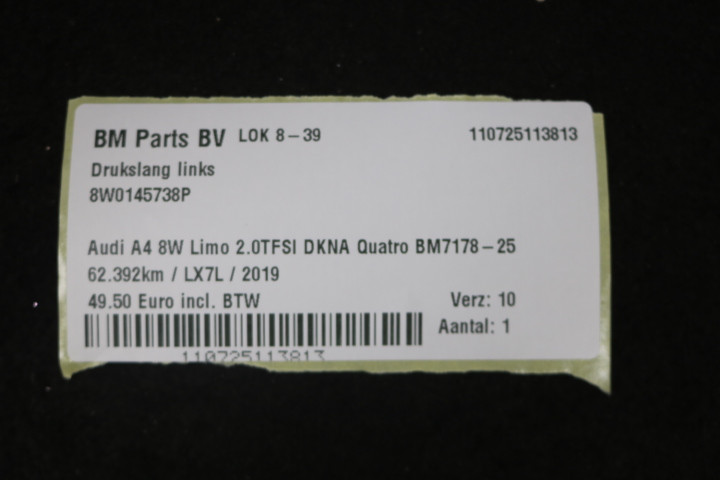 BM Parts BV LOK 8-39 110725113813
Drukslang links
8W0145738P
Audi A4 8W Limo 2.0TFSI DKNA Quatro BM7178-25
62.392km / LX7L / 2019
49.50 Euro incl. BTW Verz: 10
Aantal: 1
110725113813